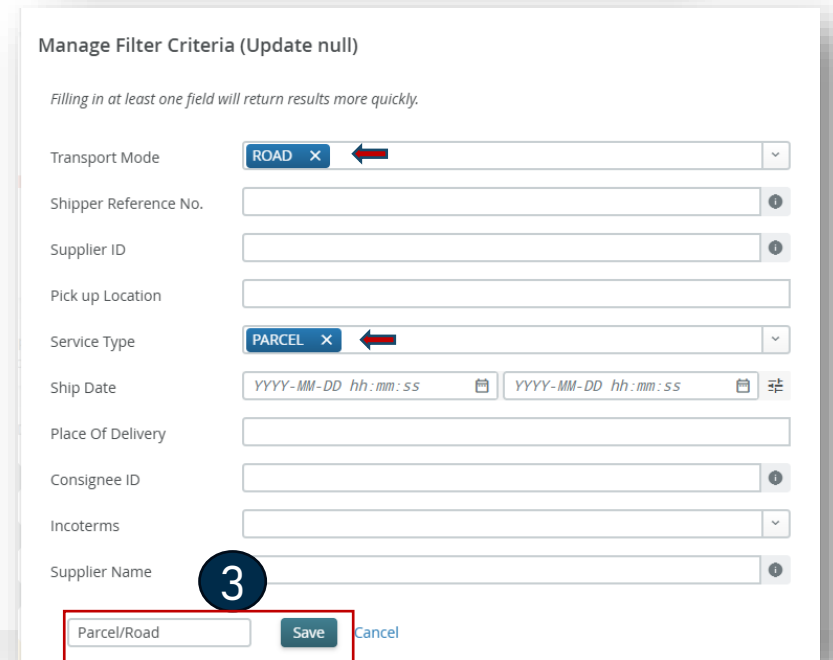 Manage Filter Criteria (Update null)
Filling in at least one field will return results more quickly.
Transport Mode ROAD
Shipper Reference No.
Supplier ID
Pick up Location
Service Type PARCEL
Ship Date YYYY-MM-DD hh:mm:ss YYYY-MM-DD hh:mm:ss
Place Of Delivery
Consignee ID
Incoterms
Supplier Name
3
Parcel/Road Save Cancel